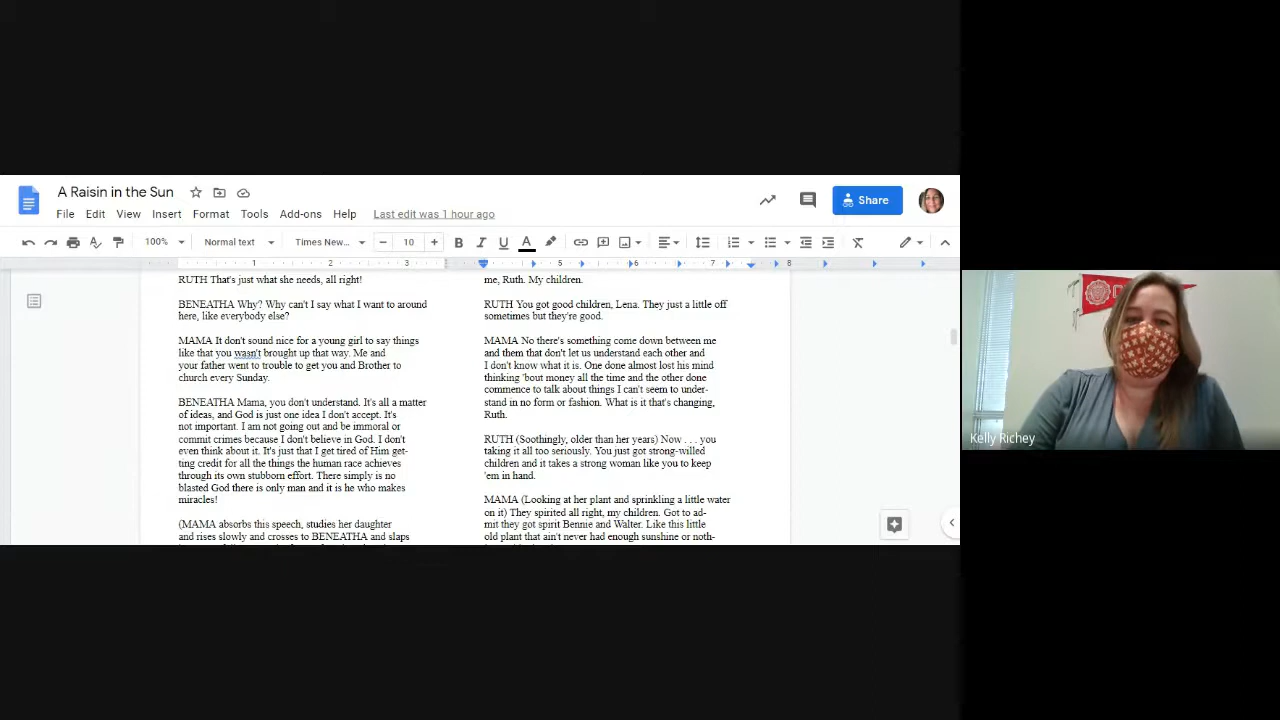 A Raisin in the Sun
File Edit View Insert Format Tools Add-ons Help Last edit was 1 hour ago
Share
100% Normal text Times New... 10 B I U A
1 2 3 5 6 7 8
RUTH That's just what she needs, all right!
BENEATHA Why? Why can't I say what I want to around
here, like everybody else?
MAMA It don't sound nice for a young girl to say things
like that you wasn't brought up that way. Me and
your father went to trouble to get you and Brother to
church every Sunday.
BENEATHA Mama, you don't understand. It's all a matter
of ideas, and God is just one idea I don't accept. It's
not important. I am not going out and be immoral or
commit crimes because I don't believe in God. I don't
even think about it. It's just that I get tired of Him get-
ting credit for all the things the human race achieves
through its own stubborn effort. There simply is no
blasted God there is only man and it is he who makes
miracles!
(MAMA absorbs this speech, studies her daughter
and rises slowly and crosses to BENEATHA and slaps
me, Ruth. My children.
RUTH You got good children, Lena. They just a little off
sometimes but they're good.
MAMA No there's something come down between me
and them that don't let us understand each other and
I don't know what it is. One done almost lost his mind
thinking 'bout money all the time and the other done
commence to talk about things I can't seem to under-
stand in no form or fashion. What is it that's changing,
Ruth.
RUTH (Soothingly, older than her years) Now . . . you
taking it all too seriously. You just got strong-willed
children and it takes a strong woman like you to keep
'em in hand.
MAMA (Looking at her plant and sprinkling a little water
on it) They spirited all right, my children. Got to ad-
mit they got spirit Bennie and Walter. Like this little
old plant that ain't never had enough sunshine or noth-
Kelly Richey